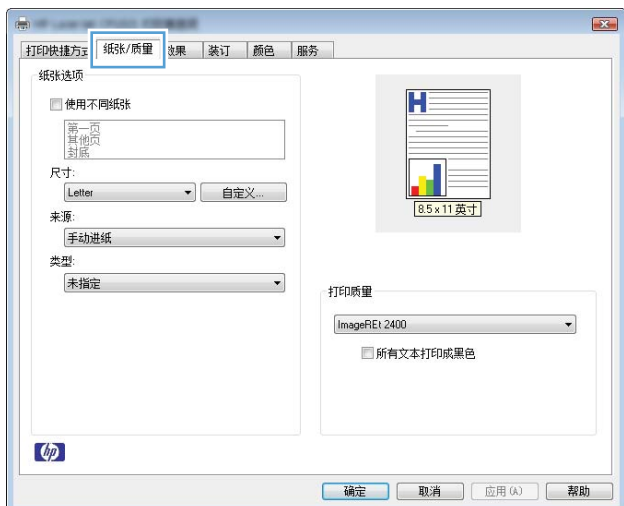 打印快捷方式
纸张/质量
效果
装订
颜色
服务
纸张选项
使用不同纸张
第一页
其他页
封底
尺寸:
Letter
自定义...
来源:
手动进纸
类型:
未指定
H
8.5 x 11 英寸
打印质量
ImageREt 2400
所有文本打印成黑色
hp
确定
取消
应用 (A)
帮助